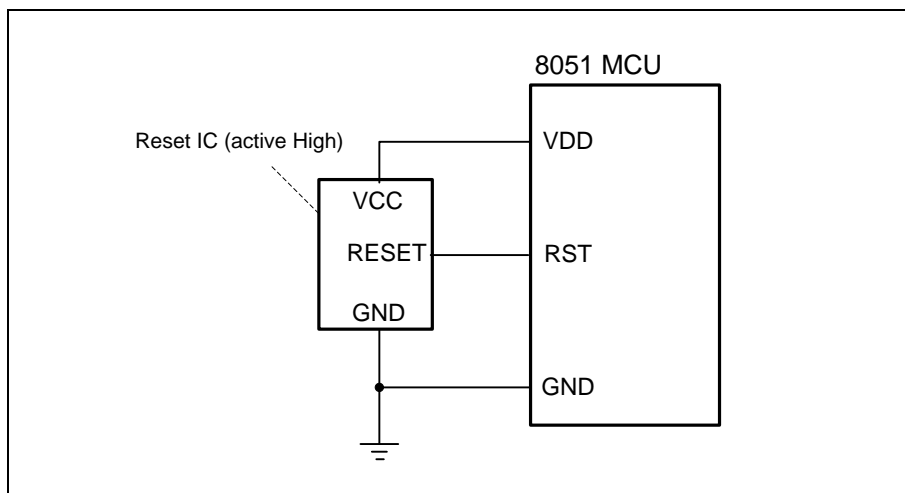 8051 MCU
Reset IC (active High)
VDD
VCC
RESET
RST
GND
GND